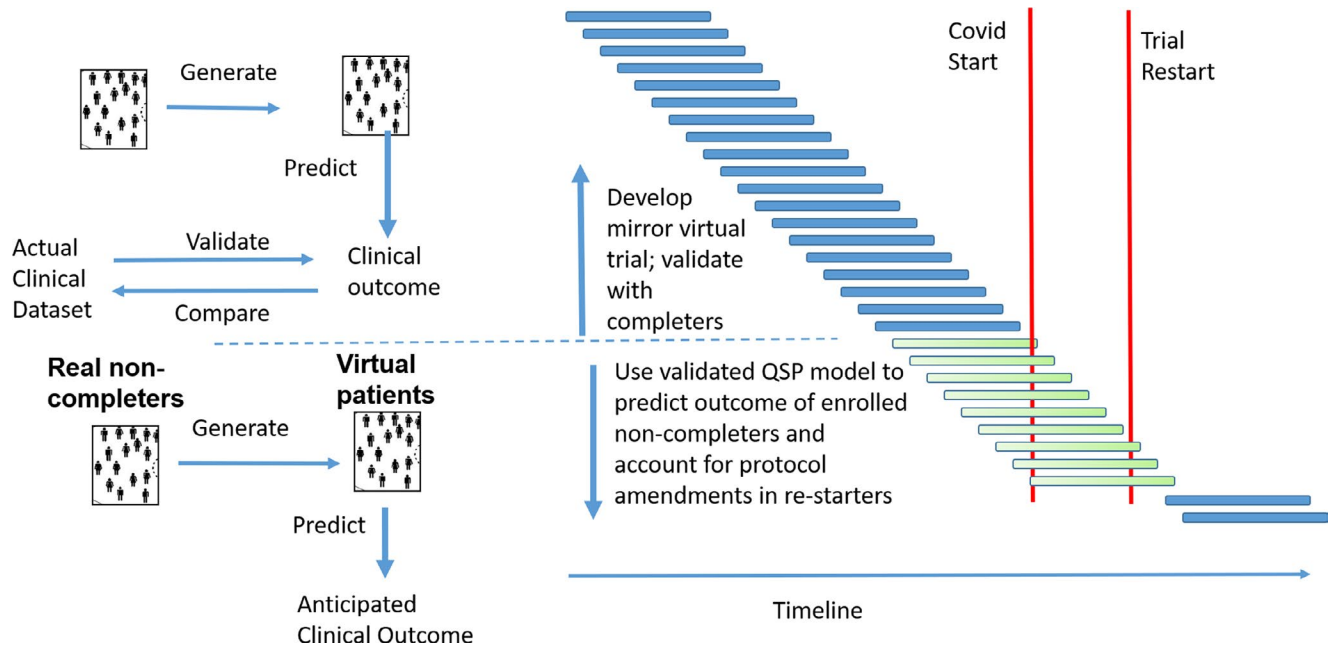 Generate
Predict
Actual
Clinical
Dataset
Validate
Compare
Clinical
outcome
Real non-
completers
Virtual
patients
Generate
Predict
Anticipated
Clinical Outcome
Develop
mirror virtual
trial; validate
with
completers
Use validated QSP model to
predict outcome of enrolled
non-completers and
account for protocol
amendments in re-starters
Covid
Start
Trial
Restart
Timeline